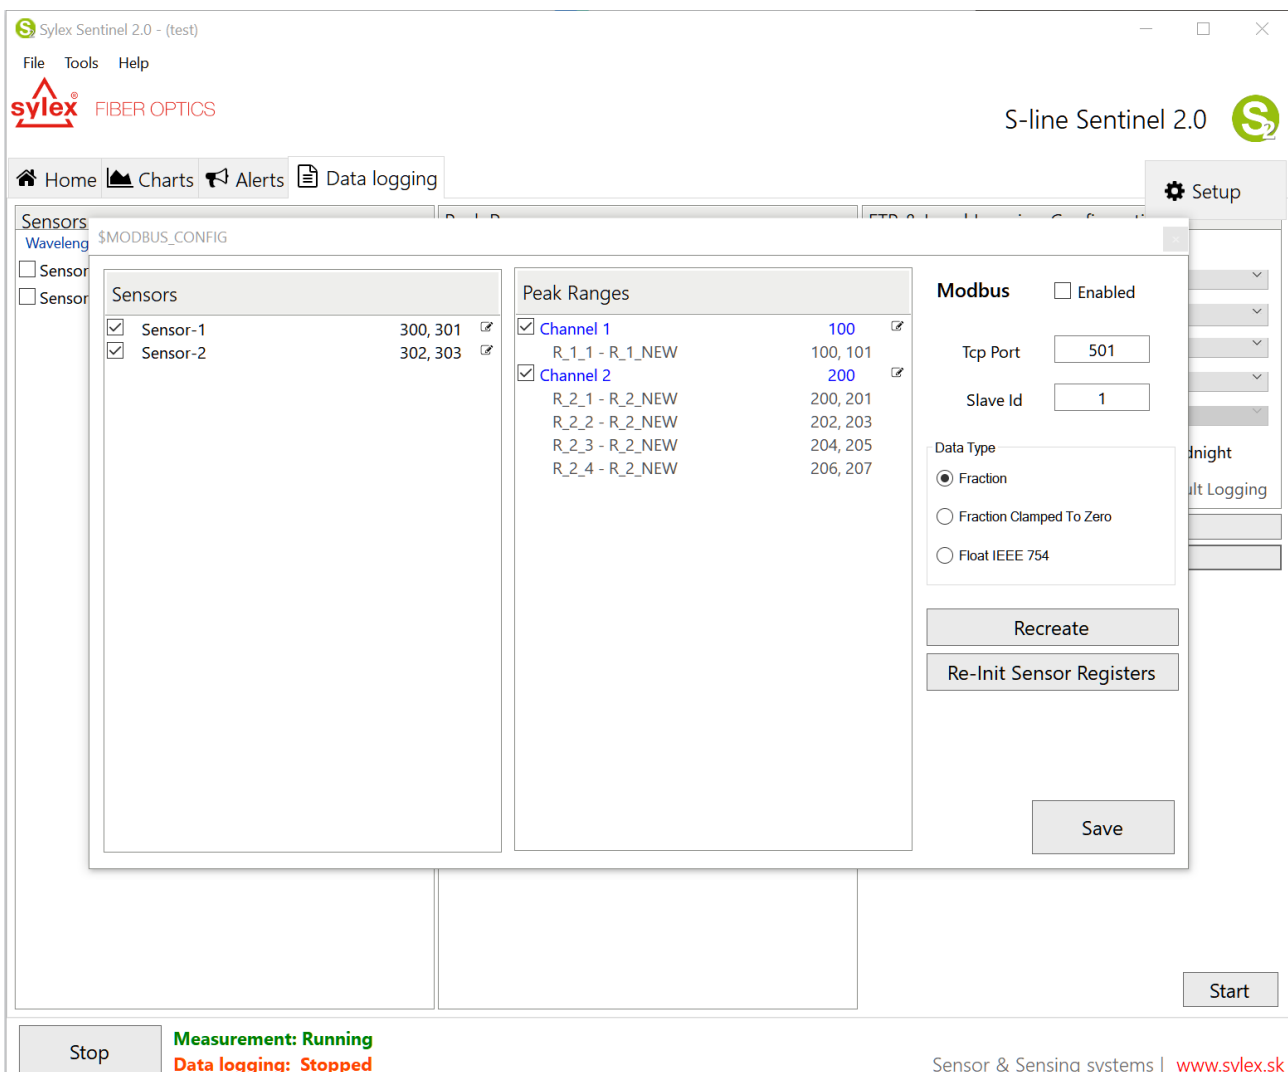 Sylex Sentinel 2.0 - (test)
File Tools Help
sylex® FIBER OPTICS
S-line Sentinel 2.0
Home Charts Alerts Data logging
Setup
Sensors
$MODBUS_CONFIG
Sensor
Sensor
Sensors
Sensor-1 300, 301
Sensor-2 302, 303
Peak Ranges
Channel 1 100
R_1_1 - R_1_NEW 100, 101
Channel 2 200
R_2_1 - R_2_NEW 200, 201
R_2_2 - R_2_NEW 202, 203
R_2_3 - R_2_NEW 204, 205
R_2_4 - R_2_NEW 206, 207
Modbus Enabled
Tcp Port 501
Slave Id 1
Data Type
Fraction
Fraction Clamped To Zero
Float IEEE 754
Recreate
Re-Init Sensor Registers
Save
Logging
Start
Stop
Measurement: Running
Data logging: Stopped
Sensor & Sensing systems | www.sylex.sk